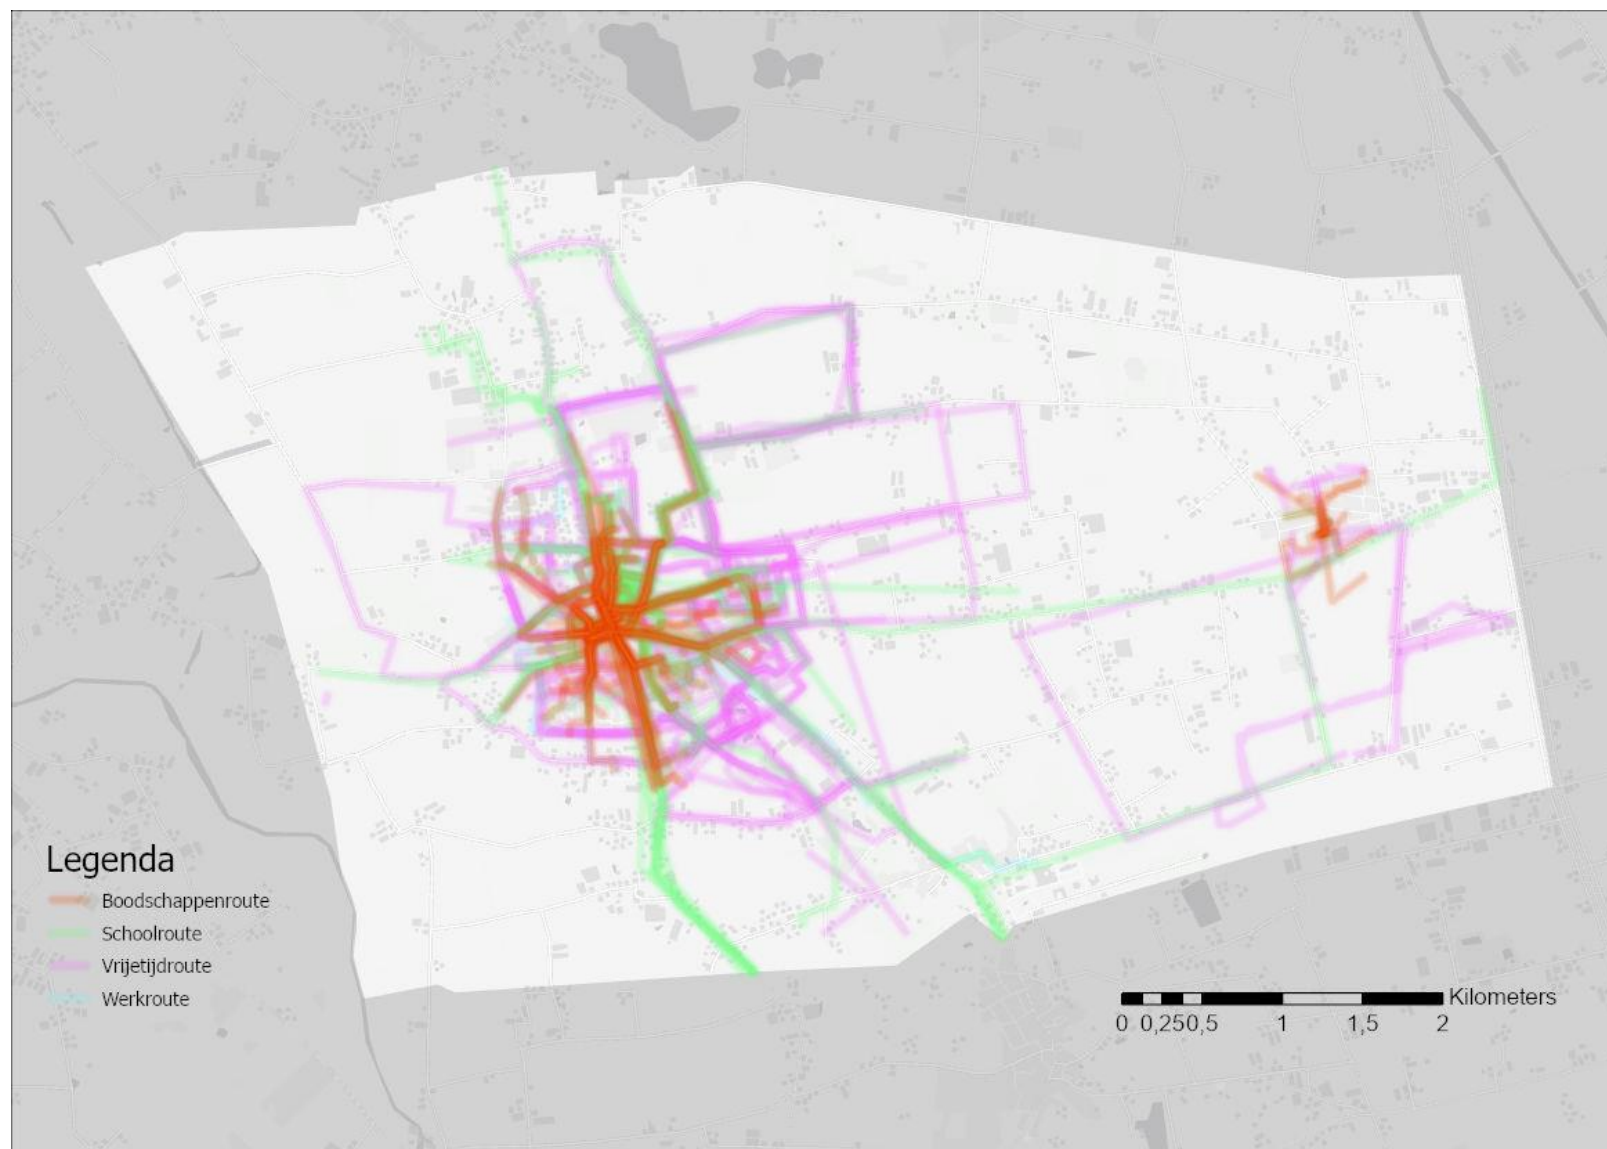 Legenda
Boodschappenroute
Schoolroute
Vrijetijdroute
Werkroute
Kilometers
0 0,250,5 1 1,5 2